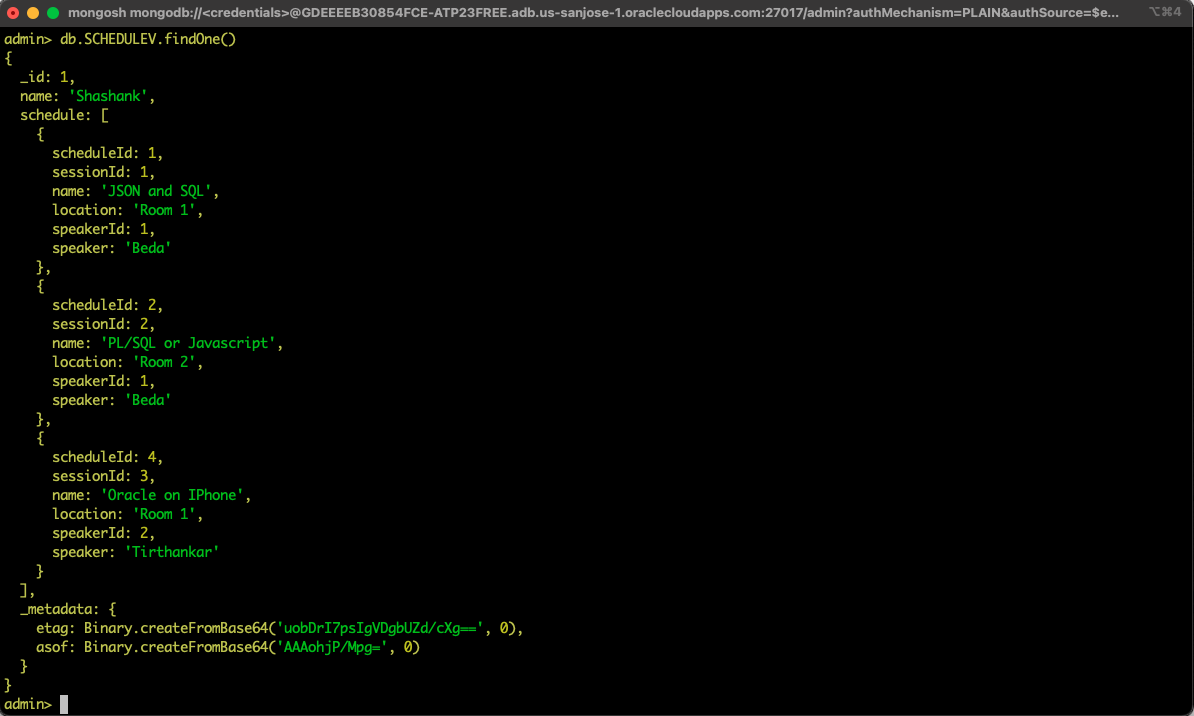 mongosh mongodb://<credentials>@GDEEEEB30854FCE-ATP23FREE.adb.us-sanjose-1.oraclecloudapps.com:27017/admin?authMechanism=PLAIN&authSource=$e... ⌥⌘4
admin> db.SCHEDULEV.findOne()
{
  _id: 1,
  name: 'Shashank',
  schedule: [
    {
      scheduleId: 1,
      sessionId: 1,
      name: 'JSON and SQL',
      location: 'Room 1',
      speakerId: 1,
      speaker: 'Beda'
    },
    {
      scheduleId: 2,
      sessionId: 2,
      name: 'PL/SQL or Javascript',
      location: 'Room 2',
      speakerId: 1,
      speaker: 'Beda'
    },
    {
      scheduleId: 4,
      sessionId: 3,
      name: 'Oracle on IPhone',
      location: 'Room 1',
      speakerId: 2,
      speaker: 'Tirthankar'
    }
  ],
  _metadata: {
    etag: Binary.createFromBase64('uobDrI7psIgVDgbUZd/cXg==', 0),
    asof: Binary.createFromBase64('AAAohjP/Mpg=', 0)
  }
}
admin>